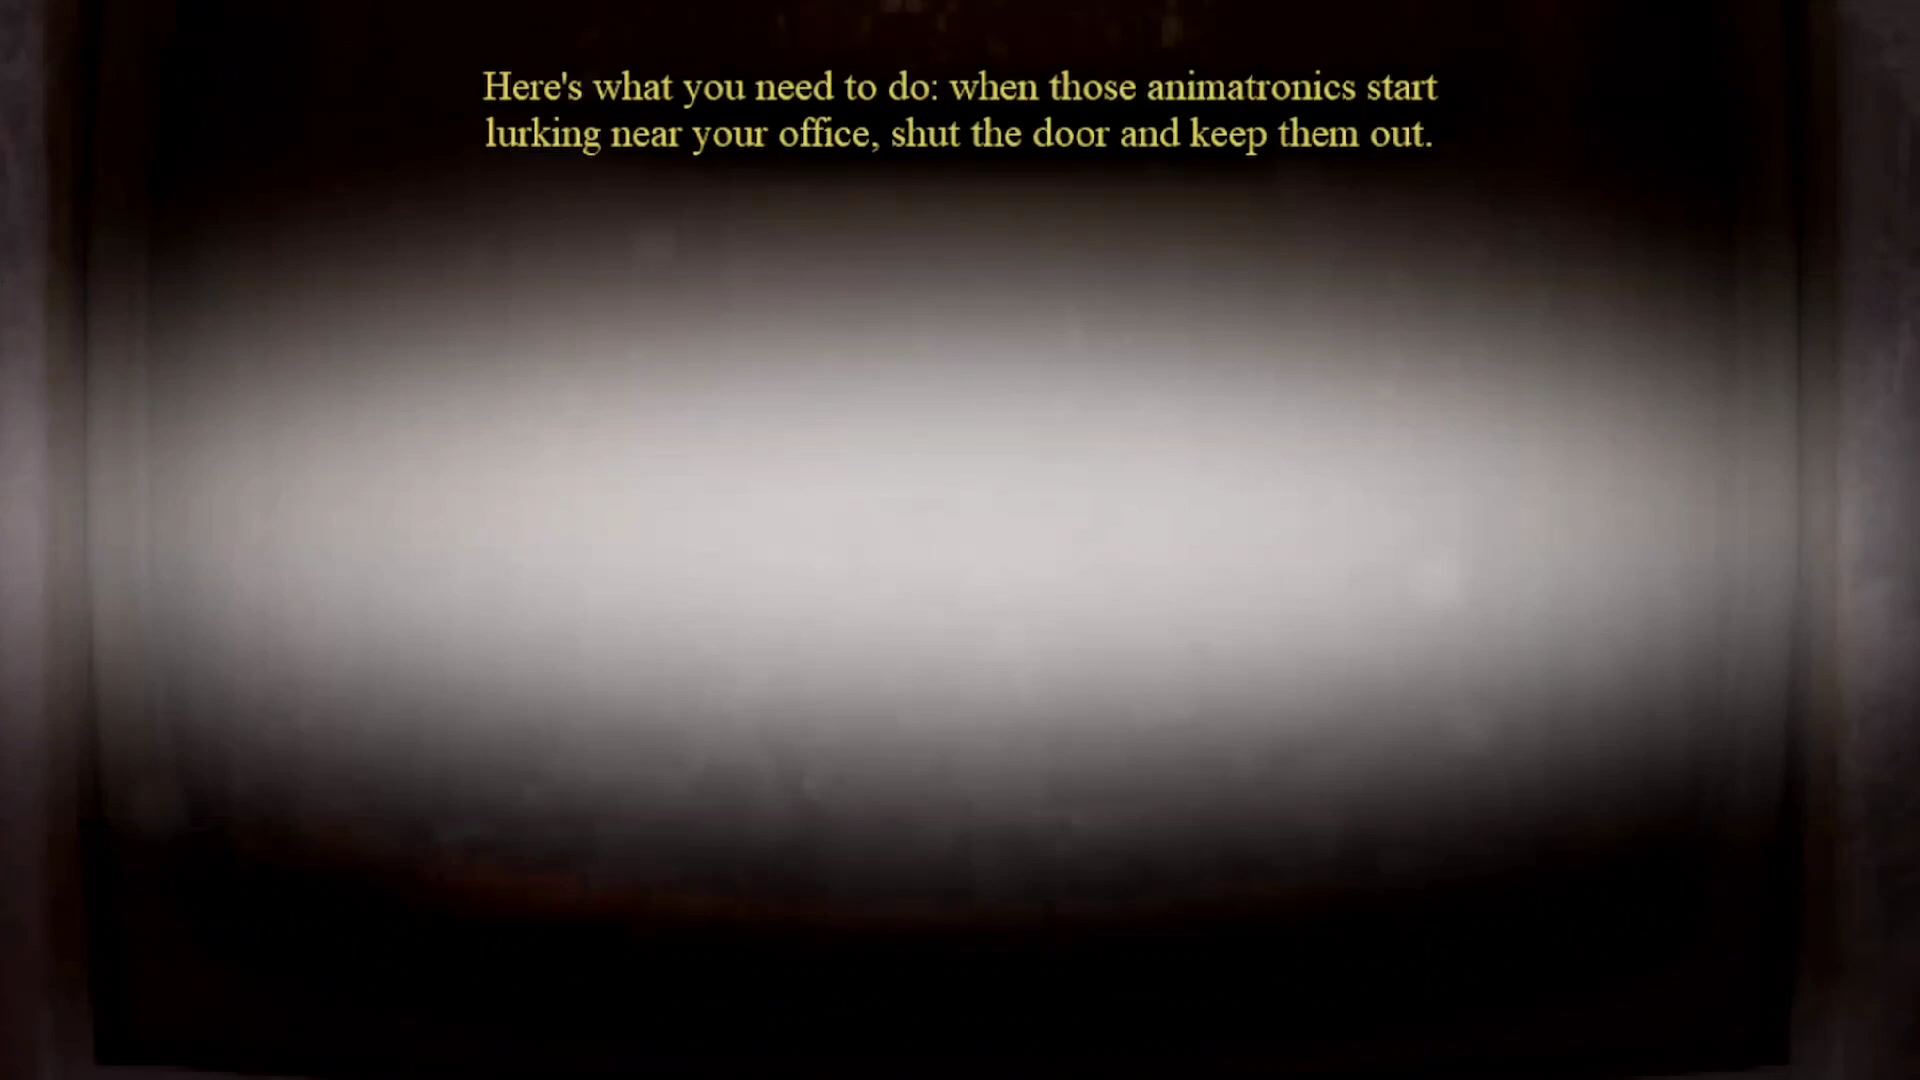 Here's what you need to do: when those animatronics start
lurking near your office, shut the door and keep them out.